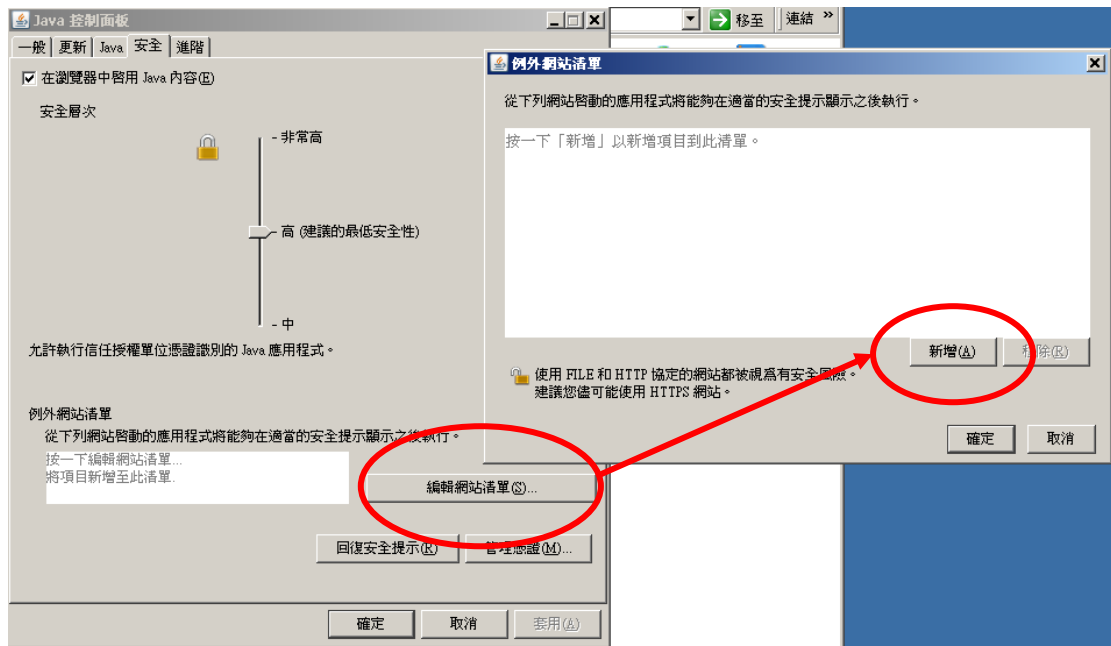 Java 控制面板
一般 更新 Java 安全 進階
在瀏覽器中啓用 Java 內容(E)
安全層次
- 非常高
- 高 (建議的最低安全性)
- 中
允許執行信任授權單位憑證識別的 Java 應用程式。
例外網站清單
從下列網站啓動的應用程式將能夠在適當的安全提示顯示之後執行。
按一下編輯網站清單...
將項目新增至此清單.
編輯網站清單(S)...
回復安全提示(R)
管理憑證(M)...
確定
取消
套用(A)
移至
連結 »
例外網站清單
從下列網站啓動的應用程式將能夠在適當的安全提示顯示之後執行。
按一下「新增」以新增項目到此清單。
新增(A)
移除(R)
使用 FILE 和 HTTP 協定的網站都被視爲有安全風險。
建議您儘可能使用 HTTPS 網站。
確定
取消